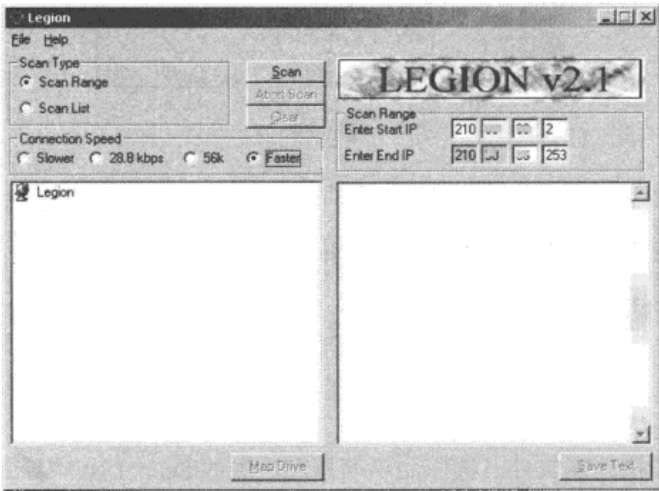 Legion
File Help
Scan Type
Scan Range
Scan List
Scan
Abort Scan
Clear
LEGION v2.1
Connection Speed
Slower 28.8 kbps 56k Faster
Scan Range
Enter Start IP 210 2
Enter End IP 210 253
Legion
Map Drive
Save Text